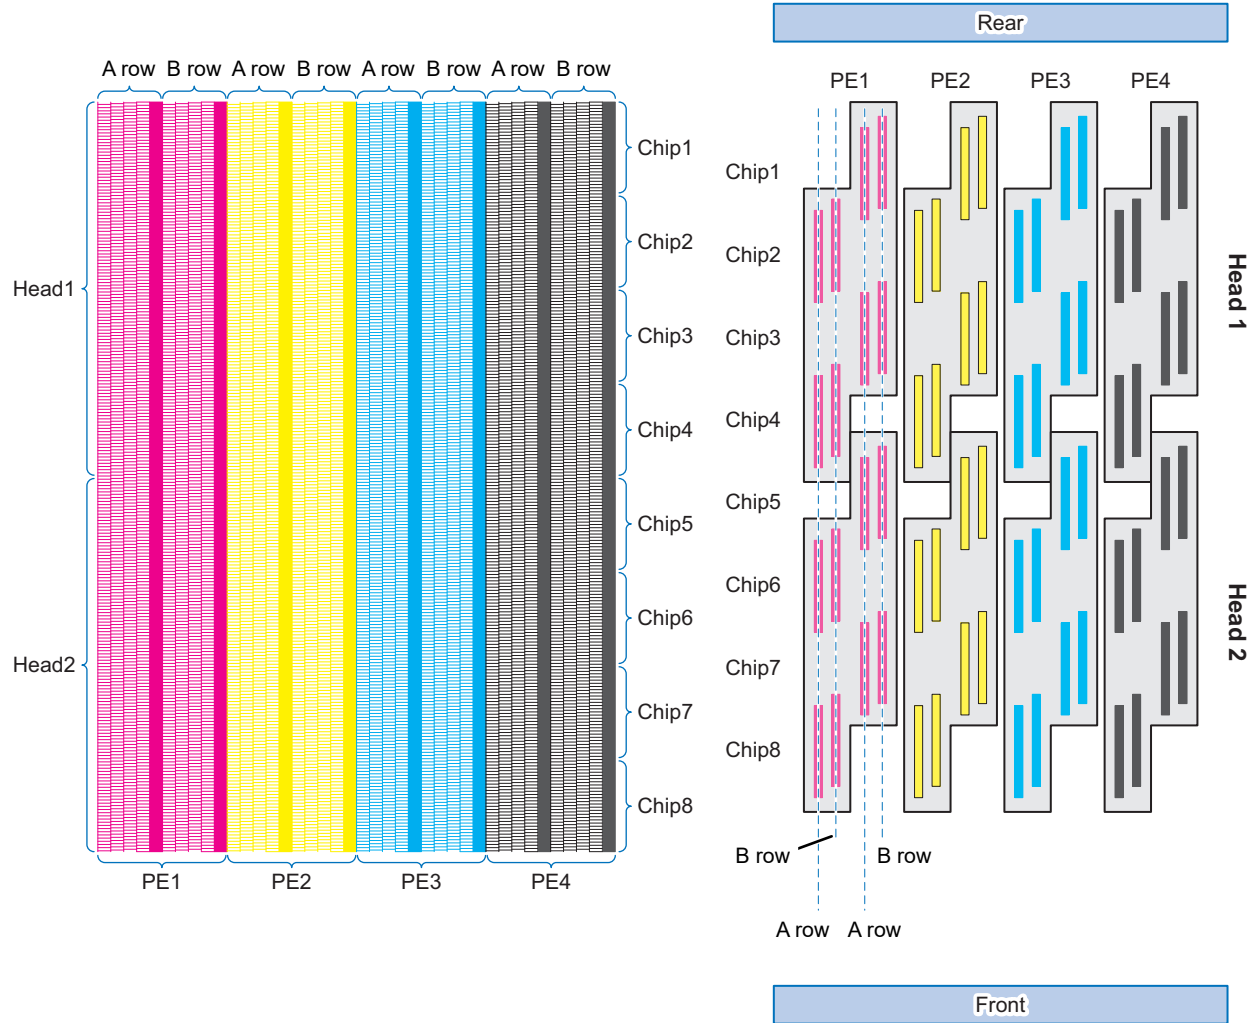 Rear
A row B row A row B row A row B row A row B row
PE1 PE2 PE3 PE4
Chip1
Chip2
Chip3
Chip4
Chip5
Chip6
Chip7
Chip8
Head1
Head2
PE1 PE2 PE3 PE4
Chip1
Chip2
Chip3
Chip4
Chip5
Chip6
Chip7
Chip8
Head 1
Head 2
B row B row
A row A row
Front